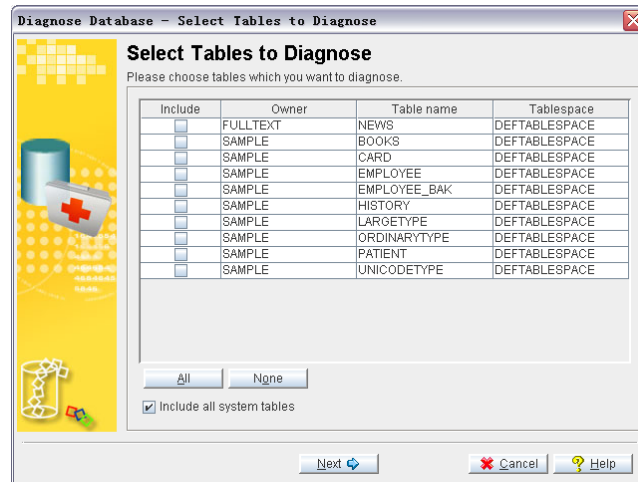 Diagnose Database - Select Tables to Diagnose
Select Tables to Diagnose
Please choose tables which you want to diagnose.
Include Owner Table name Tablespace
FULLTEXT NEWS DEFTABLESPACE
SAMPLE BOOKS DEFTABLESPACE
SAMPLE CARD DEFTABLESPACE
SAMPLE EMPLOYEE DEFTABLESPACE
SAMPLE EMPLOYEE_BAK DEFTABLESPACE
SAMPLE HISTORY DEFTABLESPACE
SAMPLE LARGETYPE DEFTABLESPACE
SAMPLE ORDINARYTYPE DEFTABLESPACE
SAMPLE PATIENT DEFTABLESPACE
SAMPLE UNICODETYPE DEFTABLESPACE
All None
Include all system tables
Next Cancel Help